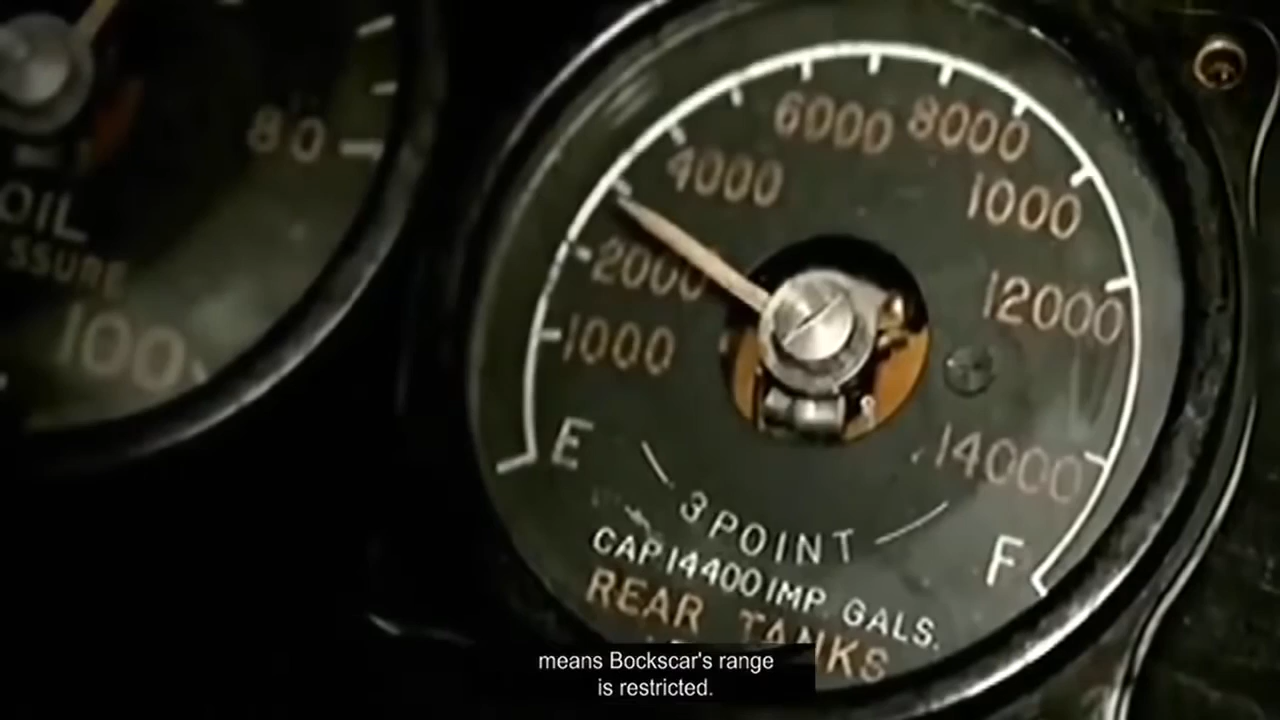 80
OIL
SSURE
100
6000
8000
4000
1000
2000
12000
1000
14000
E
3 POINT
F
CAP. 14400 IMP. GALS.
REAR TANKS
means Bockscar's range
is restricted.